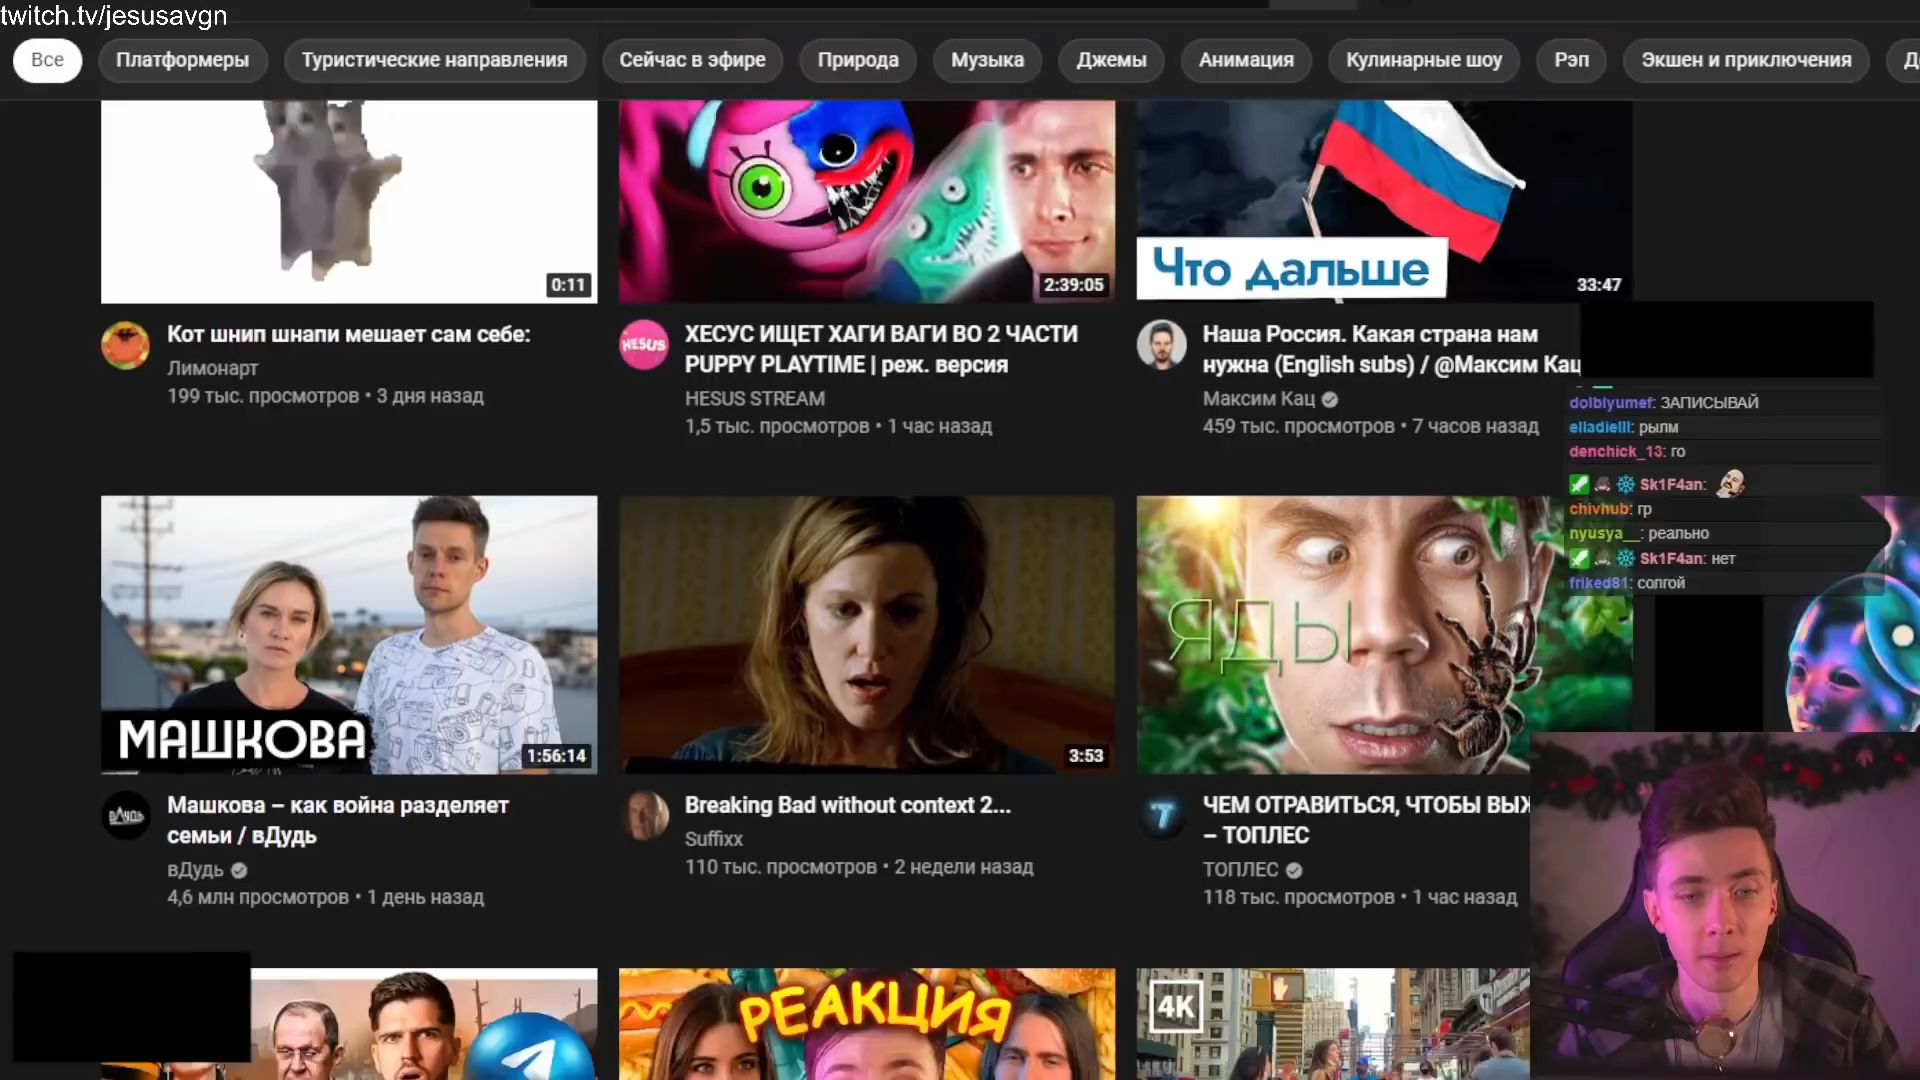 twitch.tv/jesusavgn
Все
Платформеры
Туристические направления
Сейчас в эфире
Природа
Музыка
Джемы
Анимация
Кулинарные шоу
Рэп
Экшен и приключения
0:11
2:39:05
Что дальше
33:47
Кот шнип шнапи мешает сам себе:
Лимонарт
199 тыс. просмотров • 3 дня назад
HESUS
ХЕСУС ИЩЕТ ХАГИ ВАГИ ВО 2 ЧАСТИ
PUPPY PLAYTIME | реж. версия
HESUS STREAM
1,5 тыс. просмотров • 1 час назад
Наша Россия. Какая страна нам
нужна (English subs) / @Максим Кац
Максим Кац
459 тыс. просмотров • 7 часов назад
dolblyumef: ЗАПИСЫВАЙ
elladielll: рылм
denchick_13: го
Sk1F4an:
chivhub: гр
nyusya__: реально
Sk1F4an: нет
friked81: солгой
МАШКОВА
1:56:14
3:53
ЯДЫ
вДудь
Машкова – как война разделяет
семьи / вДудь
вДудь
4,6 млн просмотров • 1 день назад
Breaking Bad without context 2...
Suffixx
110 тыс. просмотров • 2 недели назад
T
ЧЕМ ОТРАВИТЬСЯ, ЧТОБЫ
– ТОПЛЕС
ТОПЛЕС
118 тыс. просмотров • 1 час назад
РЕАКЦИЯ
4K